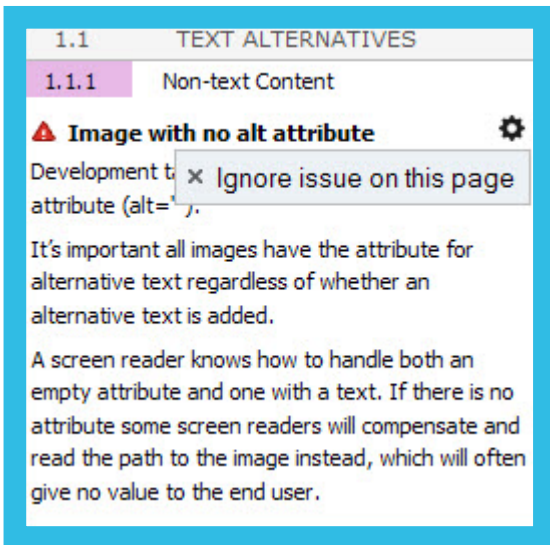 1.1 TEXT ALTERNATIVES
1.1.1 Non-text Content
Image with no alt attribute
Development
× Ignore issue on this page
attribute (alt=" ).
It's important all images have the attribute for
alternative text regardless of whether an
alternative text is added.
A screen reader knows how to handle both an
empty attribute and one with a text. If there is no
attribute some screen readers will compensate and
read the path to the image instead, which will often
give no value to the end user.